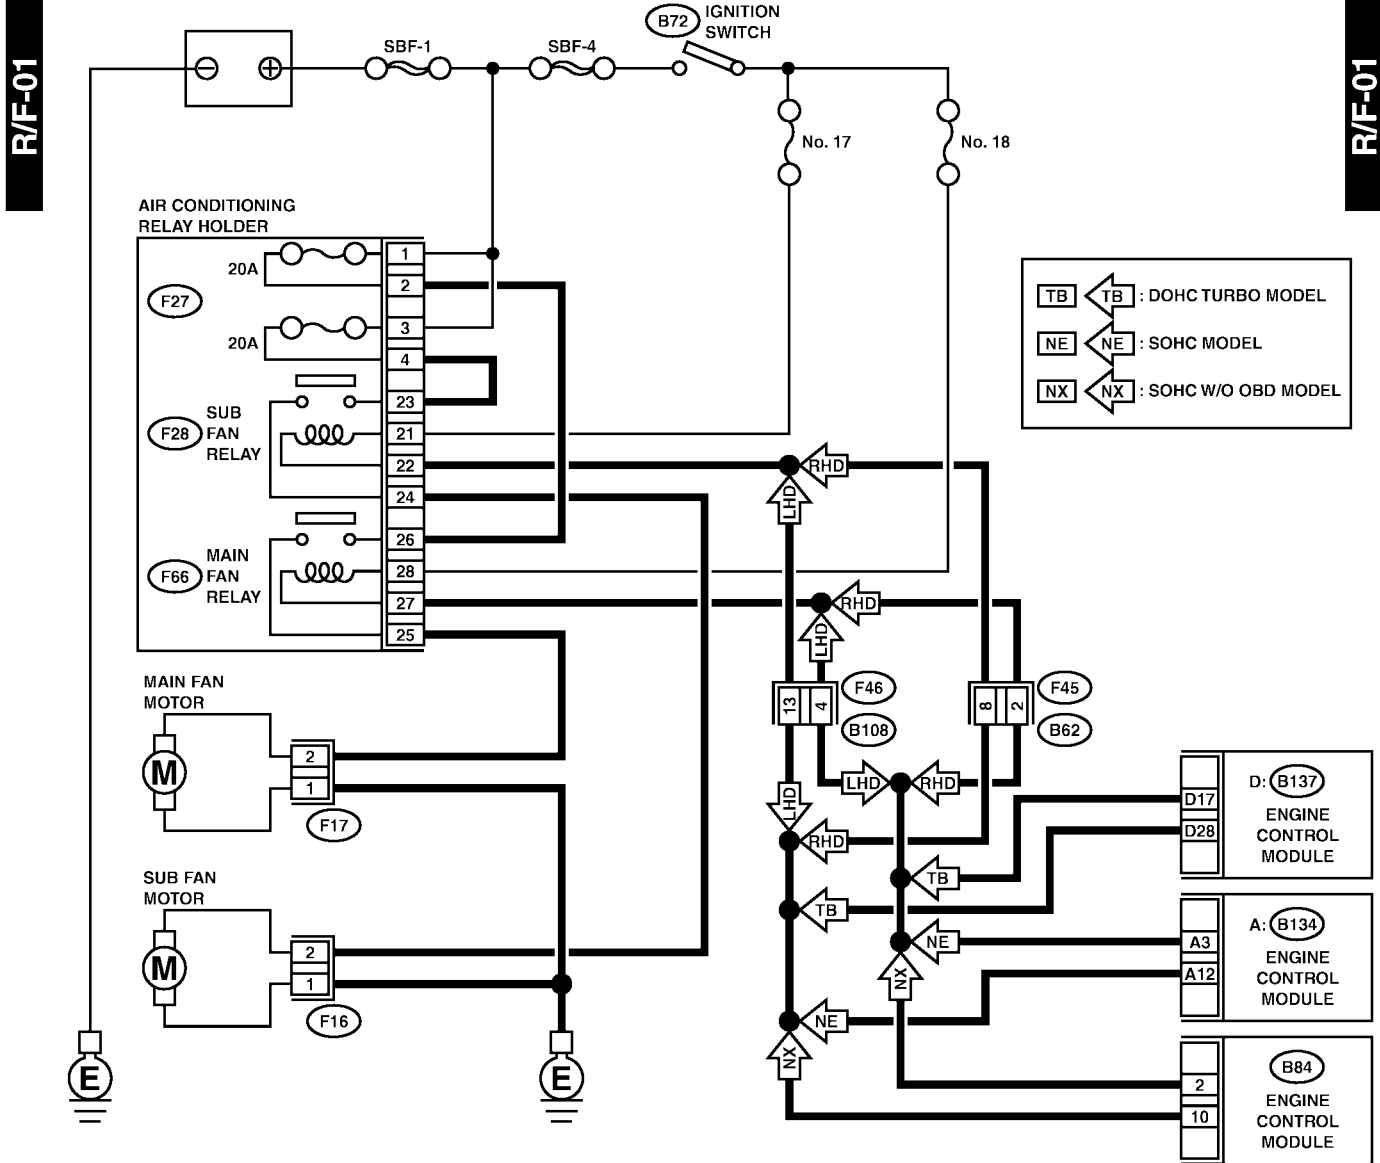 R/F-01
R/F-01
B72
IGNITION
SWITCH
SBF-1
SBF-4
No. 17
No. 18
AIR CONDITIONING
RELAY HOLDER
20A
F27
20A
SUB
FAN
RELAY
F28
MAIN
FAN
RELAY
F66
1
2
3
4
23
21
22
24
26
28
27
25
TB
TB
: DOHC TURBO MODEL
NE
NE
: SOHC MODEL
NX
NX
: SOHC W/O OBD MODEL
RHD
LHD
RHD
LHD
13
4
F46
B108
8
2
F45
B62
MAIN FAN
MOTOR
M
2
1
F17
SUB FAN
MOTOR
M
2
1
F16
E
E
LHD
RHD
LHD
RHD
TB
TB
NE
NX
NE
NX
D17
D28
D:
B137
ENGINE
CONTROL
MODULE
A3
A12
A:
B134
ENGINE
CONTROL
MODULE
2
10
B84
ENGINE
CONTROL
MODULE